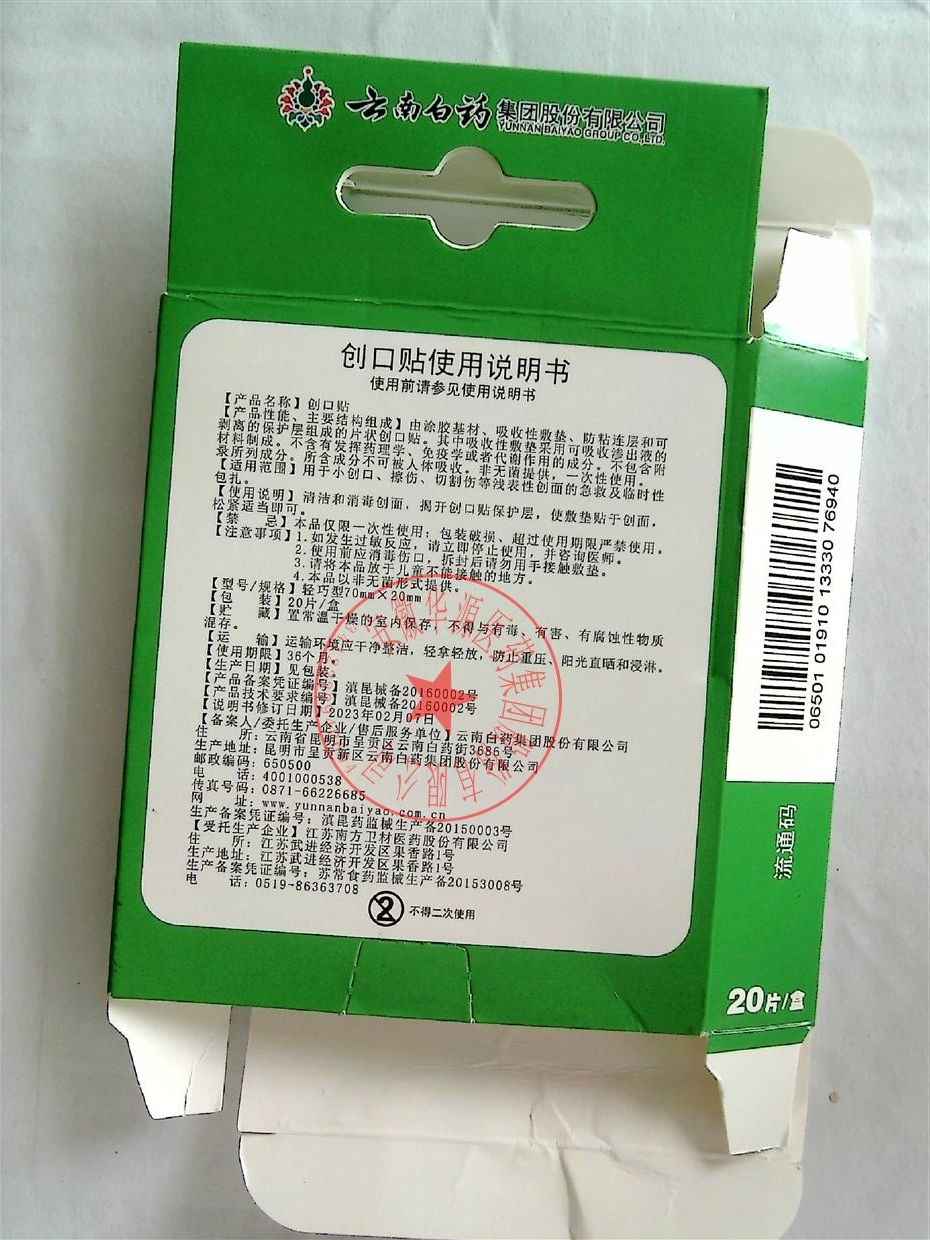 云南白药 集团股份有限公司
YUNNAN BAIYAO GROUP CO.,LTD.
创口贴使用说明书
使用前请参见使用说明书
【产品名称】创口贴
【产品性能、主要结构组成】由涂胶基材、吸收性敷垫、防粘连层和可
剥离的保护层组成的片状创口贴。其中吸收性敷垫采用可吸收渗出液的
材料制成。不含有发挥药理学、免疫学或者代谢作用的成分。不包含附
录所列成分。所含成分不可被人体吸收。非无菌提供，一次性使用。
【适用范围】用于小创口、擦伤、切割伤等浅表性创面的急救及临时性
包扎。
【使用说明】清洁和消毒创面，揭开创口贴保护层，使敷垫贴于创面，
松紧适当即可。
【禁 忌】本品仅限一次性使用；包装破损、超过使用期限严禁使用。
【注意事项】1.如发生过敏反应，请立即停止使用，并咨询医师。
2.使用前应消毒伤口，拆封后请勿用手接触敷垫。
3.请将本品放于儿童不能接触的地方。
4.本品以非无菌形式提供。
【型号/规格】轻巧型70mm×20mm
【包 装】20片/盒
【贮 藏】置常温干燥的室内保存，不得与有毒、有害、有腐蚀性物质
混存。
【运 输】运输环境应干净整洁，轻拿轻放，防止重压、阳光直晒和浸淋。
【使用期限】36个月。
【生产日期】见包装。
【产品备案凭证编号】滇昆械备20160002号
【产品技术要求编号】滇昆械备20160002号
【说明书修订日期】2023年02月07日
【备案人/委托生产企业/售后服务单位】云南白药集团股份有限公司
住 所：云南省昆明市呈贡区云南白药街3686号
生产地址：昆明市呈贡新区云南白药集团股份有限公司
邮政编码：650500
电 话：4001000538
传真号码：0871-66226685
网 址：www.yunnanbaiyao.com.cn
生产备案凭证编号：滇昆药监械生产备20150003号
【受托生产企业】江苏南方卫材医药股份有限公司
住 所：江苏武进经济开发区果香路1号
生产地址：江苏武进经济开发区果香路1号
生产备案凭证编号：苏常食药监械生产备20153008号
电 话：0519-86363708
2 不得二次使用
安徽华源医药集团股份有限公司
06501 01910 13330 76940
流通码
20片/盒